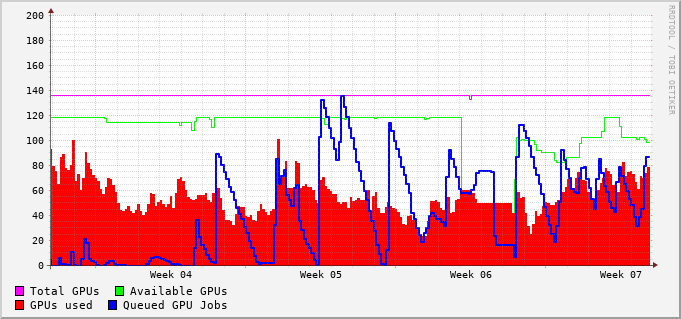 200
180
160
140
120
100
80
60
40
20
0
Week 04 Week 05 Week 06 Week 07
Total GPUs Available GPUs
GPUs used Queued GPU Jobs
RRDTOOL / TOBI OETIKER